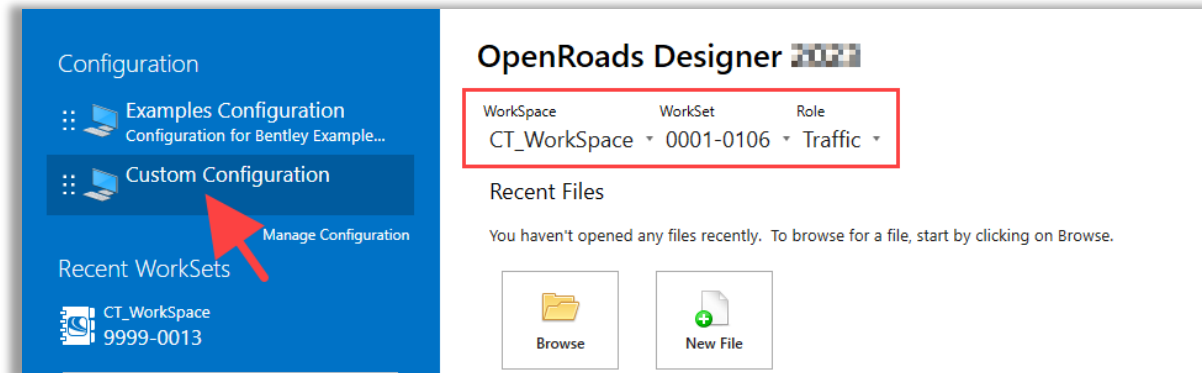 Configuration
Examples Configuration
Configuration for Bentley Example...
Custom Configuration
Manage Configuration
Recent WorkSets
CT_WorkSpace
9999-0013
OpenRoads Designer
WorkSpace WorkSet Role
CT_WorkSpace 0001-0106 Traffic
Recent Files
You haven't opened any files recently. To browse for a file, start by clicking on Browse.
Browse New File